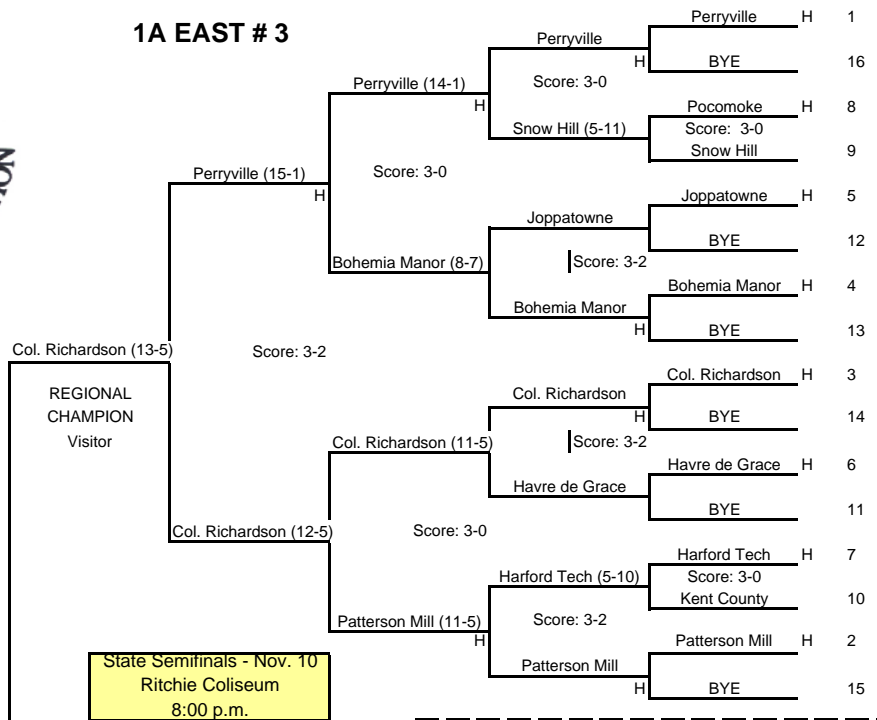 1A EAST # 3
Perryville H 1
Perryville
H BYE 16
Perryville (14-1)
Score: 3-0
H
Pocomoke H 8
Snow Hill (5-11) Score: 3-0
Snow Hill 9
Perryville (15-1)
Score: 3-0
H
Joppatowne H 5
Joppatowne
BYE 12
Bohemia Manor (8-7)
Score: 3-2
Bohemia Manor H 4
Bohemia Manor
H BYE 13
Col. Richardson (13-5)
Score: 3-2
REGIONAL
CHAMPION
Visitor
Col. Richardson H 3
Col. Richardson
H BYE 14
Col. Richardson (11-5)
Score: 3-2
Havre de Grace H 6
Havre de Grace
BYE 11
Col. Richardson (12-5)
Score: 3-0
Harford Tech H 7
Harford Tech (5-10) Score: 3-0
Kent County 10
Patterson Mill (11-5)
Score: 3-2
H
Patterson Mill H 2
Patterson Mill
H BYE 15
State Semifinals - Nov. 10
Ritchie Coliseum
8:00 p.m.